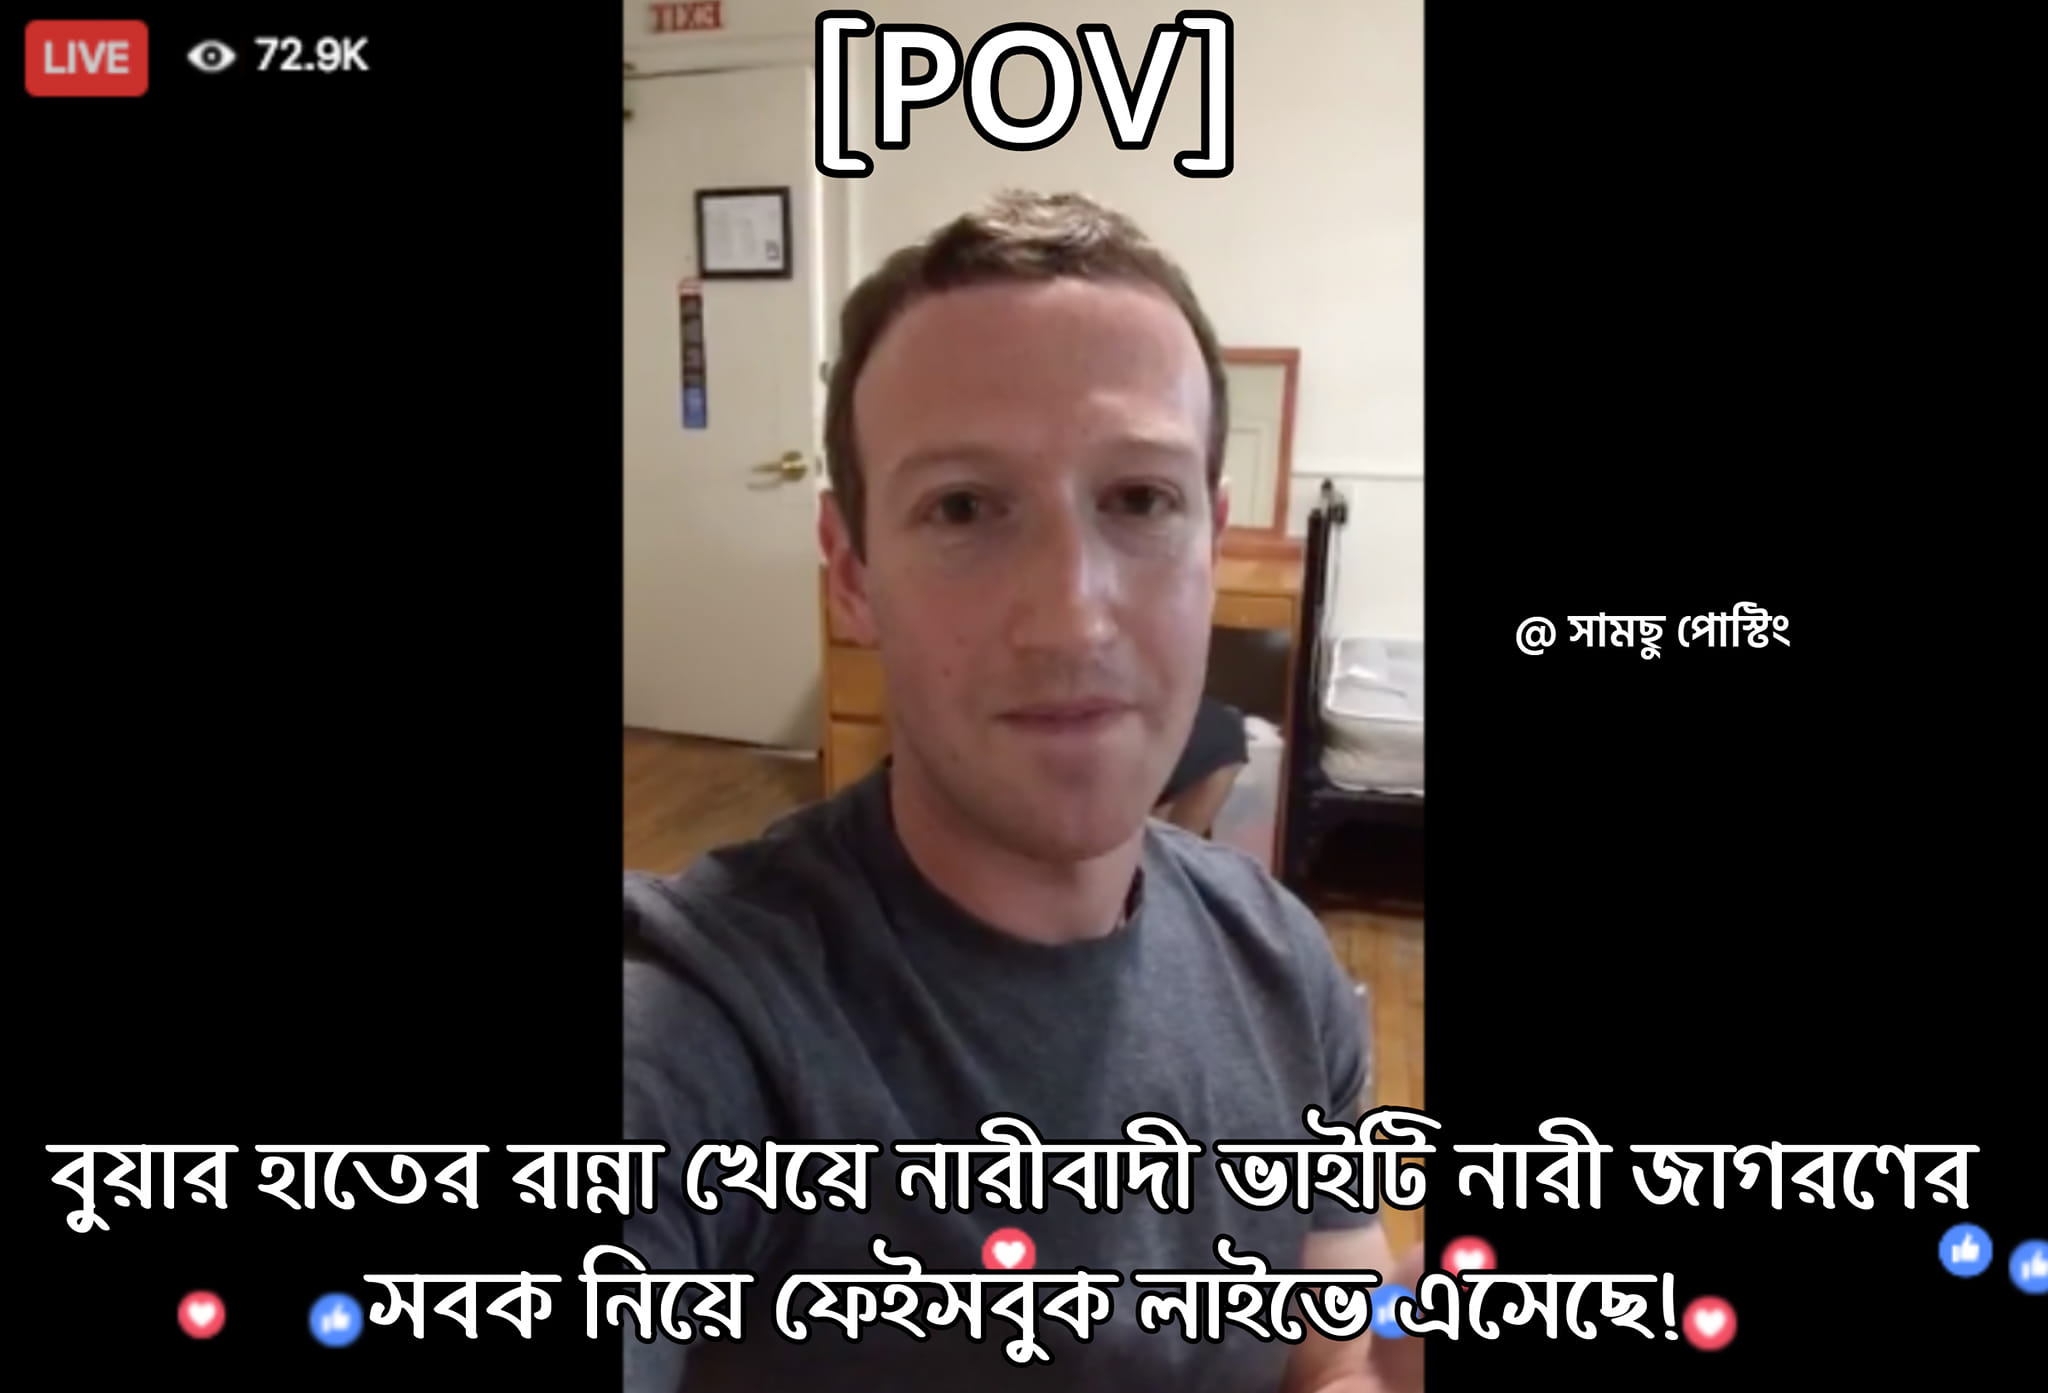 LIVE 72.9K
EXIT
[POV]
@ সামছু পোস্টিং
বুয়ার হাতের রান্না খেয়ে নারীবাদী ভাইটি নারী জাগরণের
সবক নিয়ে ফেইসবুক লাইভে এসেছে!